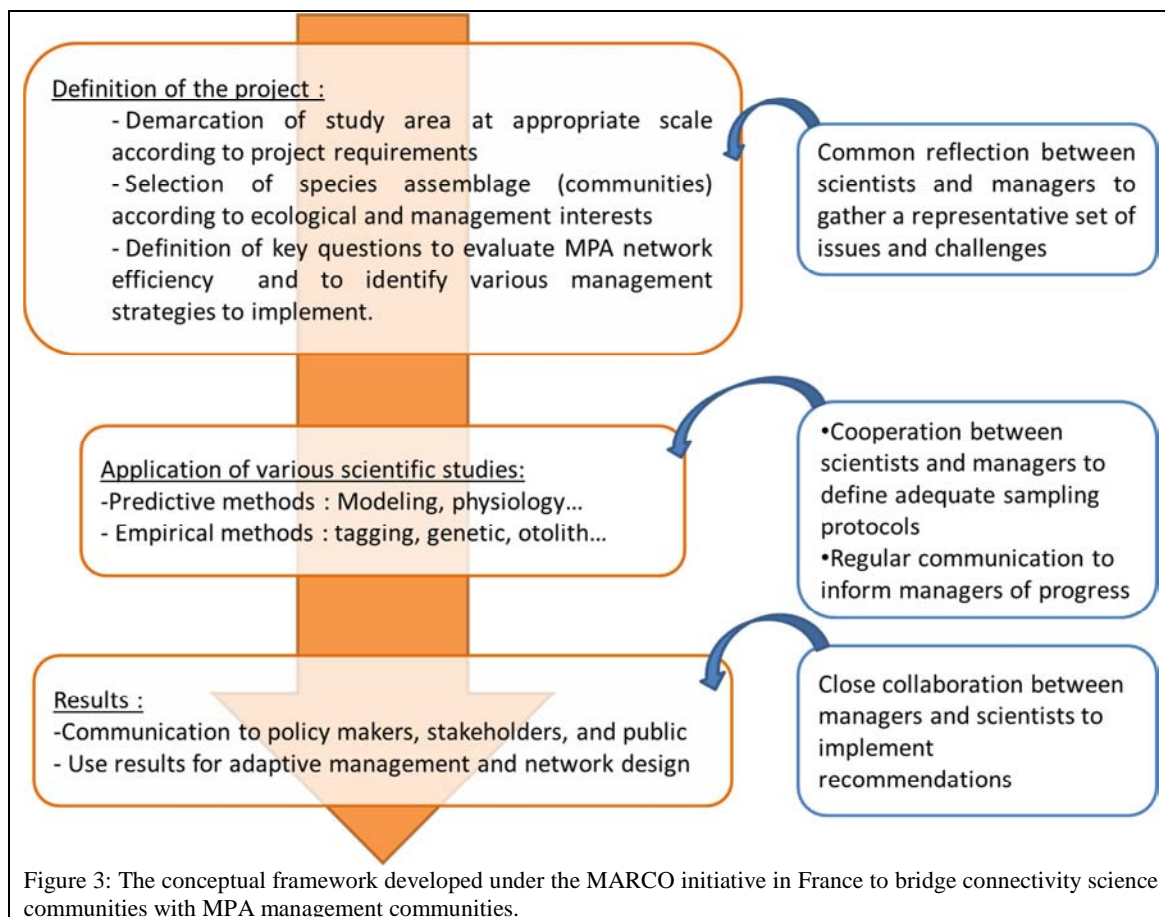 Definition of the project :
- Demarcation of study area at appropriate scale
according to project requirements
- Selection of species assemblage (communities)
according to ecological and management interests
- Definition of key questions to evaluate MPA network
efficiency and to identify various management
strategies to implement.
Common reflection between
scientists and managers to
gather a representative set of
issues and challenges
Application of various scientific studies:
-Predictive methods : Modeling, physiology...
- Empirical methods : tagging, genetic, otolith...
•Cooperation between
scientists and managers to
define adequate sampling
protocols
•Regular communication to
inform managers of progress
Results :
-Communication to policy makers, stakeholders, and public
- Use results for adaptive management and network design
Close collaboration between
managers and scientists to
implement
recommendations
Figure 3: The conceptual framework developed under the MARCO initiative in France to bridge connectivity science
communities with MPA management communities.